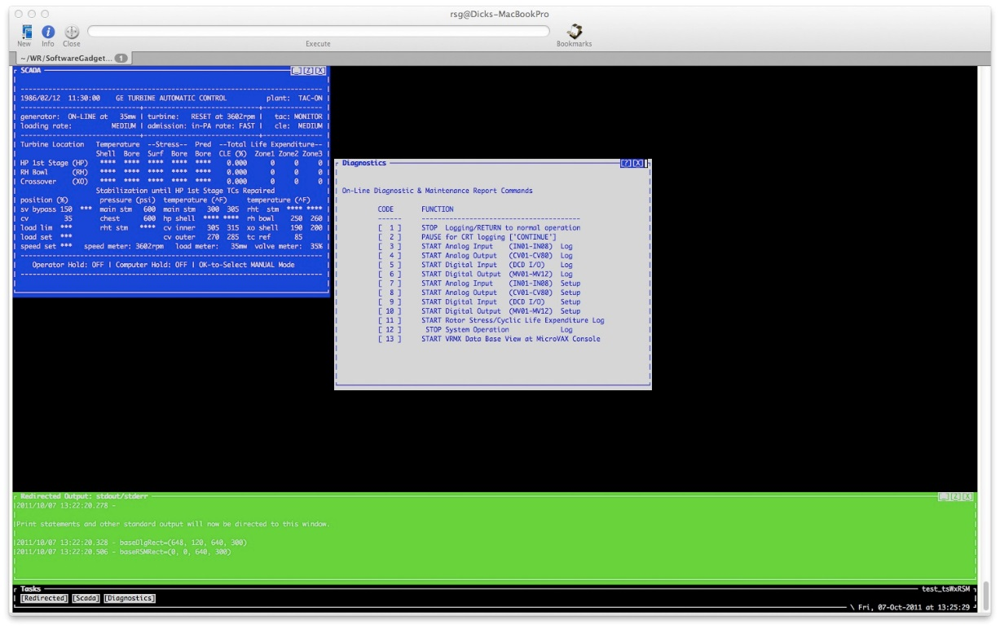 rsg@Dicks-MacBookPro
New Info Close Execute Bookmarks
~/WR/SoftwareGadget... 1
SCADA [_][Z][X]
1986/02/12 11:30:00 GE TURBINE AUTOMATIC CONTROL plant: TAC-ON
generator: ON-LINE at 35mw | turbine: RESET at 3602rpm | tac: MONITOR
loading rate: MEDIUM | admission: in-PA rate: FAST | cle: MEDIUM
Turbine Location Temperature --Stress-- Pred --Total Life Expenditure--
Shell Bore Surf Bore Bore CLE (%) Zone1 Zone2 Zone3
HP 1st Stage (HP) **** **** **** **** **** 0.000 0 0 0
RH Bowl (RH) **** **** **** **** **** 0.000 0 0 0
Crossover (XO) **** **** **** **** **** 0.000 0 0 0
Stabilization until HP 1st Stage TCs Repaired
position (%) pressure (psi) temperature (^F) temperature (^F)
sv bypass 150 *** main stm 600 main stm 300 305 rht stm **** ****
cv 35 chest 600 hp shell **** **** rh bowl 250 260
load lim *** rht stm **** cv inner 305 315 xo shell 190 200
load set *** cv outer 270 285 tc ref 85
speed set *** speed meter: 3602rpm load meter: 35mw valve meter: 35%
Operator Hold: OFF | Computer Hold: OFF | OK-to-Select MANUAL Mode
Diagnostics [?][X]
On-Line Diagnostic & Maintenance Report Commands
CODE FUNCTION
------ ----------------------------------------
[ 1 ] STOP Logging/RETURN to normal operation
[ 2 ] PAUSE for CRT logging ['CONTINUE']
[ 3 ] START Analog Input (IN01-IN08) Log
[ 4 ] START Analog Output (CV01-CV80) Log
[ 5 ] START Digital Input (DCD I/O) Log
[ 6 ] START Digital Output (MV01-MV12) Log
[ 7 ] START Analog Input (IN01-IN08) Setup
[ 8 ] START Analog Output (CV01-CV80) Setup
[ 9 ] START Digital Input (DCD I/O) Setup
[ 10 ] START Digital Output (MV01-MV12) Setup
[ 11 ] START Rotor Stress/Cyclic Life Expenditure Log
[ 12 ] STOP System Operation Log
[ 13 ] START VRMX Data Base View at MicroVAX Console
Redirected Output: stdout/stderr [_][Z][X]
2011/10/07 13:22:20.278 -
Print statements and other standard output will now be directed to this window.
2011/10/07 13:22:20.328 - baseDlgRect=(648, 120, 640, 300)
2011/10/07 13:22:20.506 - baseRSMRect=(0, 0, 640, 300)
Tasks test_tsWxRSM
[Redirected] [Scada] [Diagnostics]
\ Fri, 07-Oct-2011 at 13:25:29